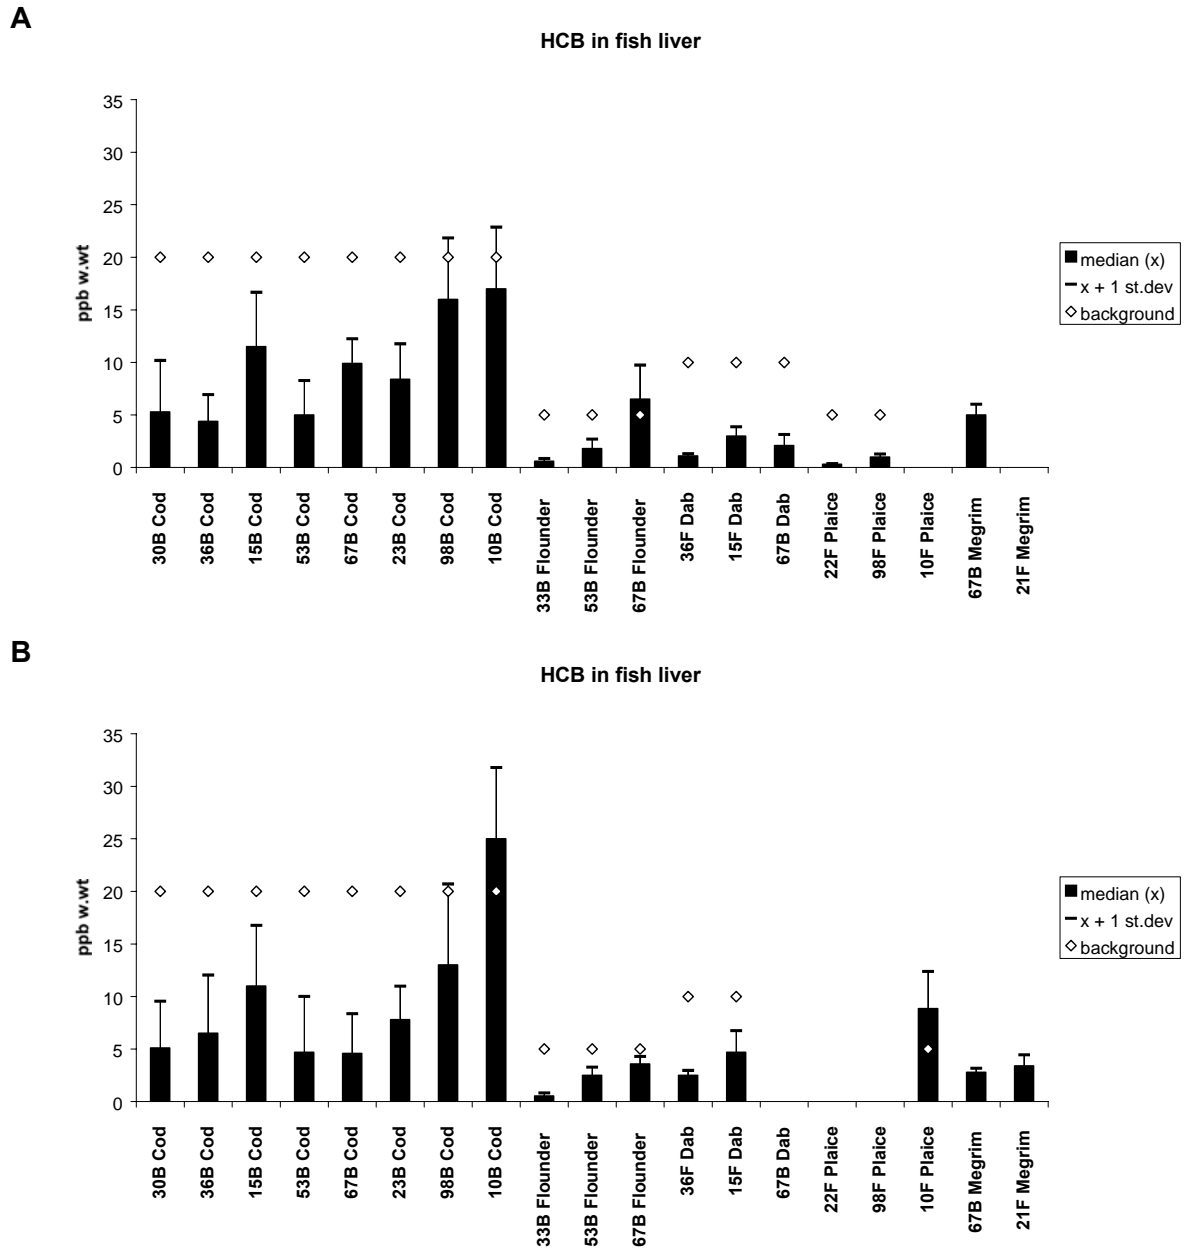 A
HCB in fish liver
35
30
25
20
15
10
5
0
ppb w.wt
30B Cod
36B Cod
15B Cod
53B Cod
67B Cod
23B Cod
98B Cod
10B Cod
33B Flounder
53B Flounder
67B Flounder
36F Dab
15F Dab
67B Dab
22F Plaice
98F Plaice
10F Plaice
67B Megrim
21F Megrim
median (x)
x + 1 st.dev
background
B
HCB in fish liver
35
30
25
20
15
10
5
0
ppb w.wt
30B Cod
36B Cod
15B Cod
53B Cod
67B Cod
23B Cod
98B Cod
10B Cod
33B Flounder
53B Flounder
67B Flounder
36F Dab
15F Dab
67B Dab
22F Plaice
98F Plaice
10F Plaice
67B Megrim
21F Megrim
median (x)
x + 1 st.dev
background